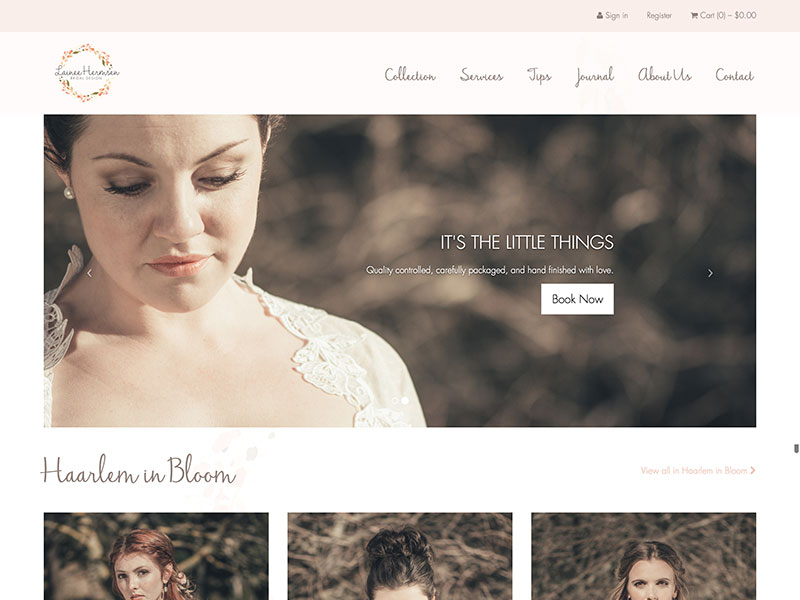 Sign in
Register
Cart (0) – $0.00
Lainee Hermsen
BRIDAL DESIGN
Collection
Services
Tips
Journal
About Us
Contact
IT'S THE LITTLE THINGS
Quality controlled, carefully packaged, and hand finished with love.
Book Now
Haarlem in Bloom
View all in Haarlem in Bloom